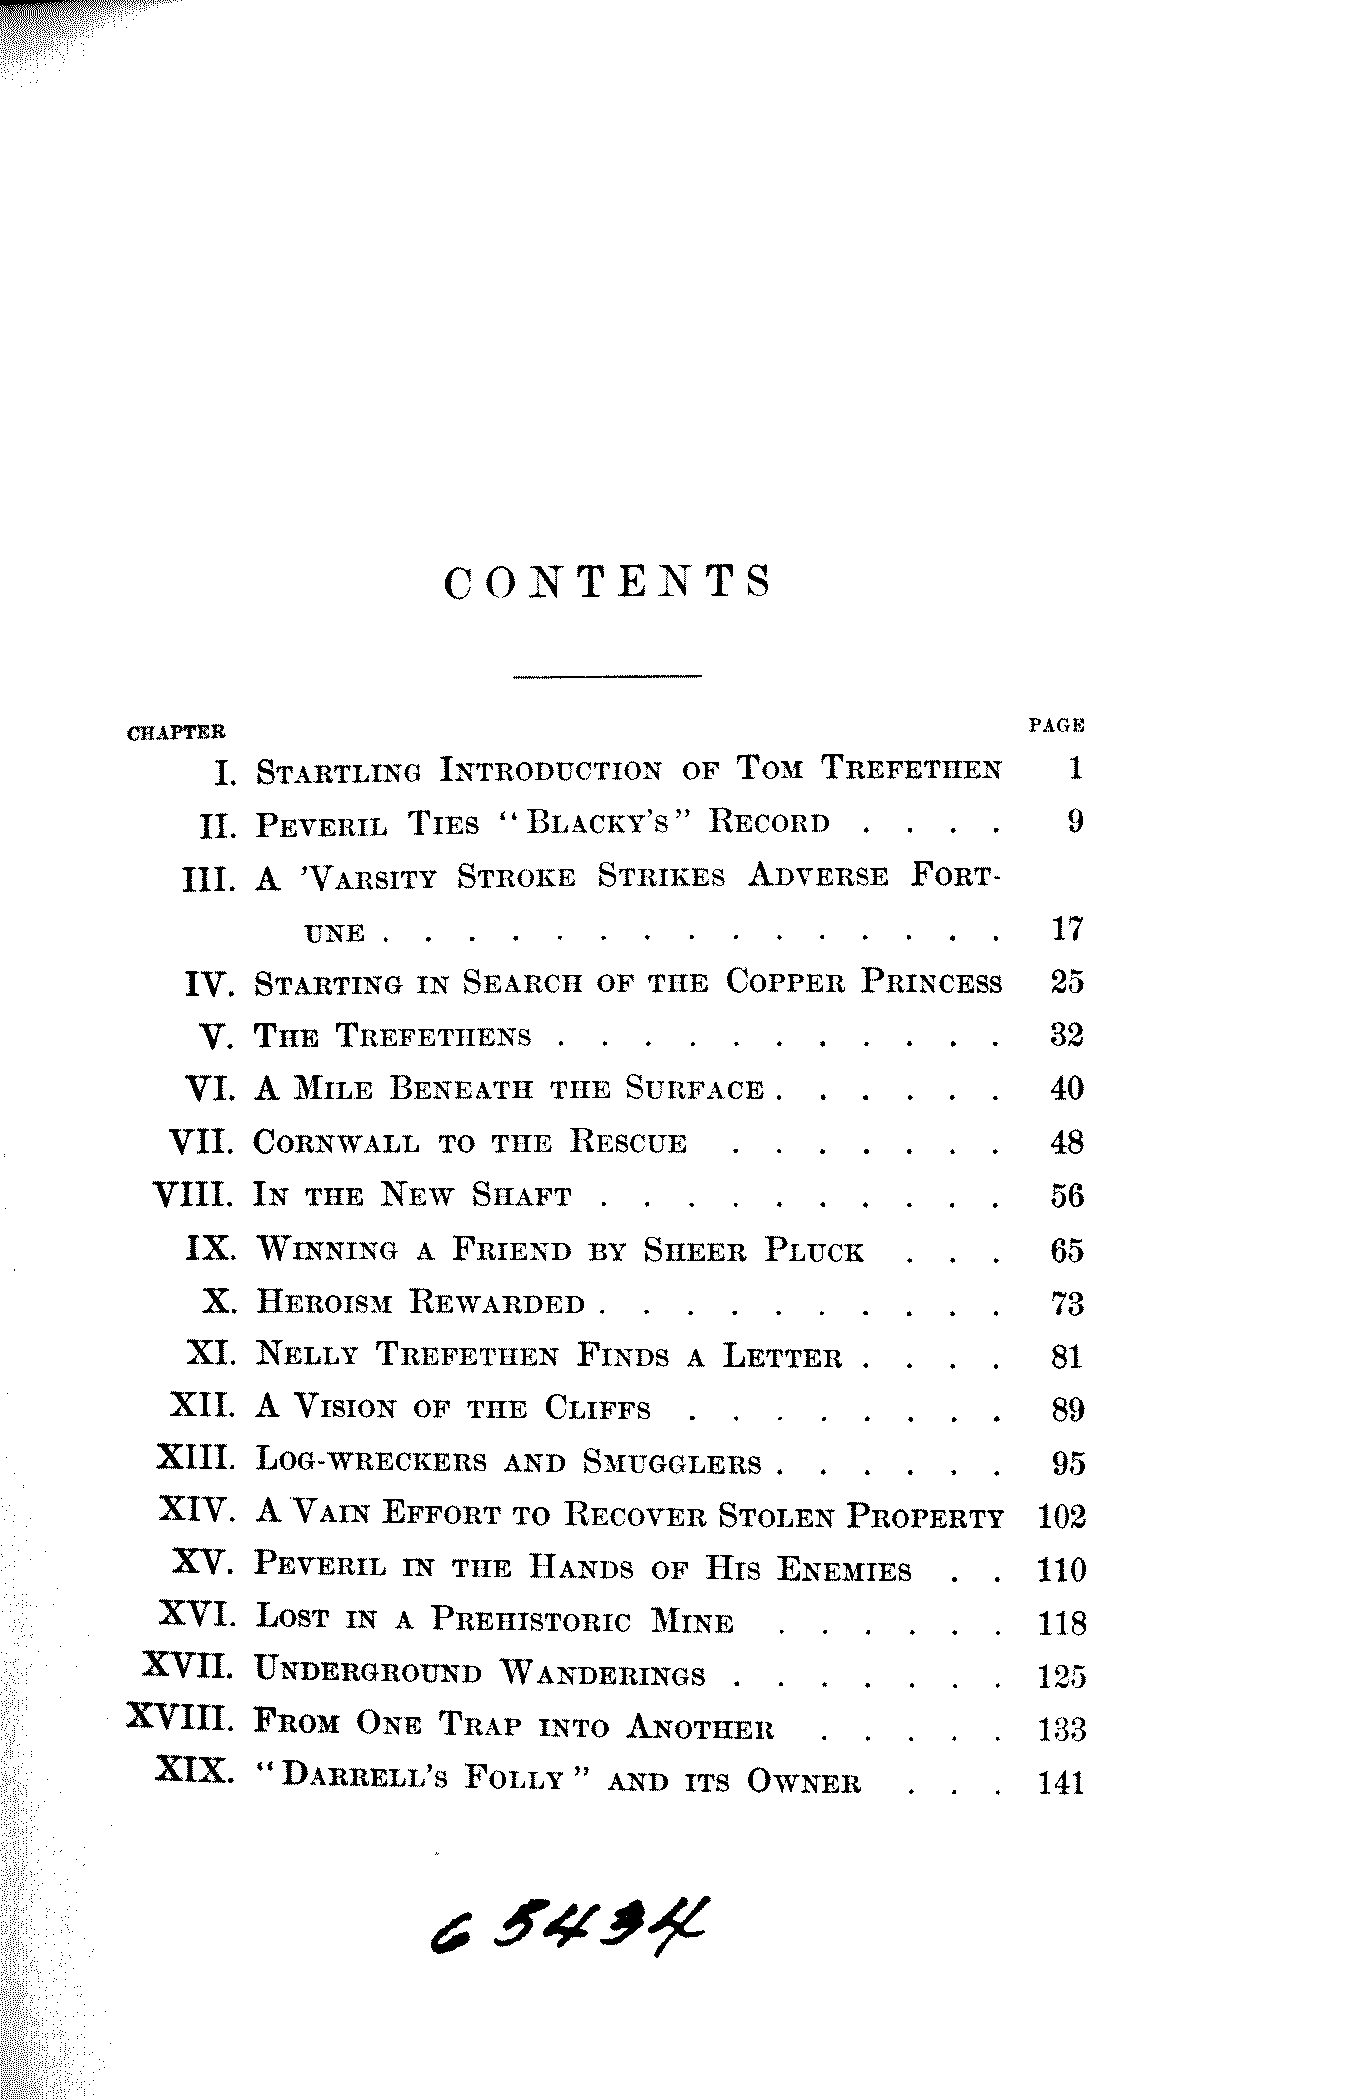 CONTENTS
CHAPTER PAGE
I. STARTLING INTRODUCTION OF TOM TREFETHEN 1
II. PEVERIL TIES “BLACKY'S” RECORD . . . . 9
III. A 'VARSITY STROKE STRIKES ADVERSE FORT-
UNE . . . . . . . . . . . . . . . 17
IV. STARTING IN SEARCH OF THE COPPER PRINCESS 25
V. THE TREFETHENS . . . . . . . . . . . 32
VI. A MILE BENEATH THE SURFACE . . . . . . 40
VII. CORNWALL TO THE RESCUE . . . . . . . 48
VIII. IN THE NEW SHAFT . . . . . . . . . . 56
IX. WINNING A FRIEND BY SHEER PLUCK . . . 65
X. HEROISM REWARDED . . . . . . . . . . 73
XI. NELLY TREFETHEN FINDS A LETTER . . . . 81
XII. A VISION OF THE CLIFFS . . . . . . . . 89
XIII. LOG-WRECKERS AND SMUGGLERS . . . . . . 95
XIV. A VAIN EFFORT TO RECOVER STOLEN PROPERTY 102
XV. PEVERIL IN THE HANDS OF HIS ENEMIES . . 110
XVI. LOST IN A PREHISTORIC MINE . . . . . . 118
XVII. UNDERGROUND WANDERINGS . . . . . . . 125
XVIII. FROM ONE TRAP INTO ANOTHER . . . . . 133
XIX. “DARRELL'S FOLLY” AND ITS OWNER . . . 141
65434